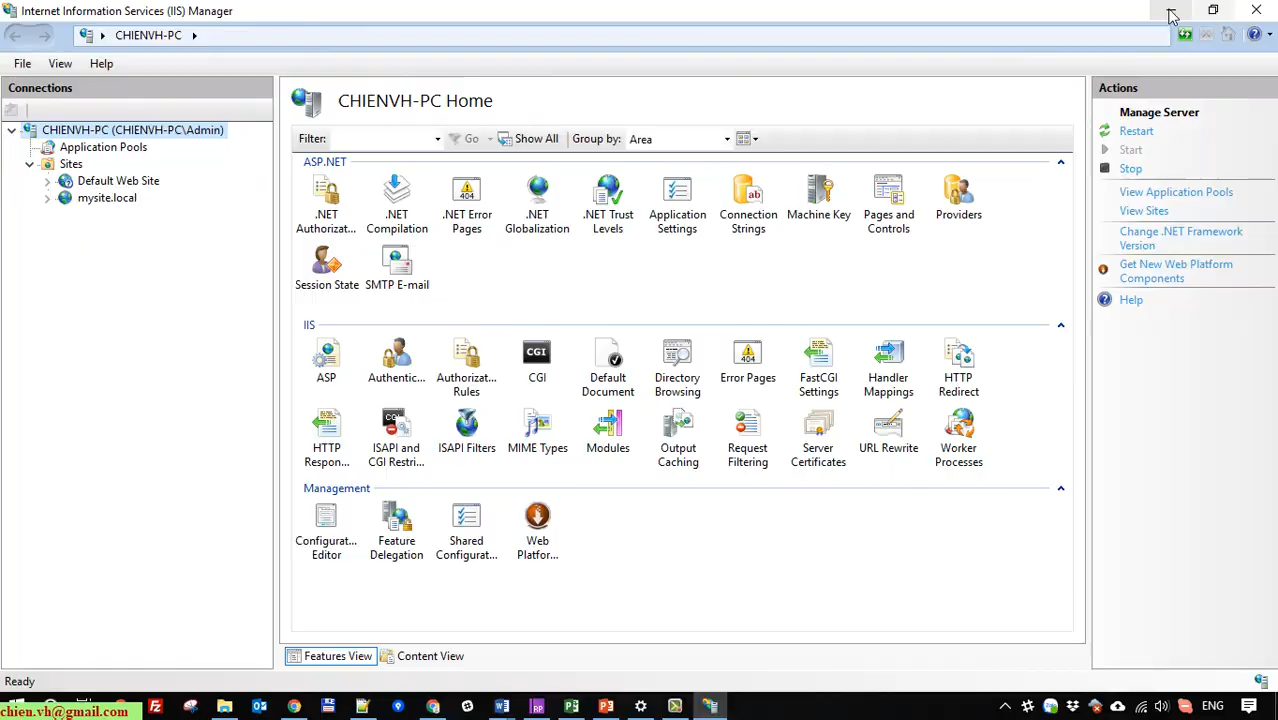 Internet Information Services (IIS) Manager
CHIENVH-PC
File View Help
Connections
CHIENVH-PC (CHIENVH-PC\Admin)
Application Pools
Sites
Default Web Site
mysite.local
CHIENVH-PC Home
Filter: Go Show All Group by: Area
ASP.NET
.NET Authorizat...
.NET Compilation
.NET Error Pages
.NET Globalization
.NET Trust Levels
Application Settings
Connection Strings
Machine Key
Pages and Controls
Providers
Session State
SMTP E-mail
IIS
ASP
Authentic...
Authorizat... Rules
CGI
Default Document
Directory Browsing
Error Pages
FastCGI Settings
Handler Mappings
HTTP Redirect
HTTP Respon...
ISAPI and CGI Restri...
ISAPI Filters
MIME Types
Modules
Output Caching
Request Filtering
Server Certificates
URL Rewrite
Worker Processes
Management
Configurat... Editor
Feature Delegation
Shared Configurat...
Web Platfor...
Features View Content View
Actions
Manage Server
Restart
Start
Stop
View Application Pools
View Sites
Change .NET Framework
Version
Get New Web Platform
Components
Help
Ready
chien.vh@gmail.com
ENG